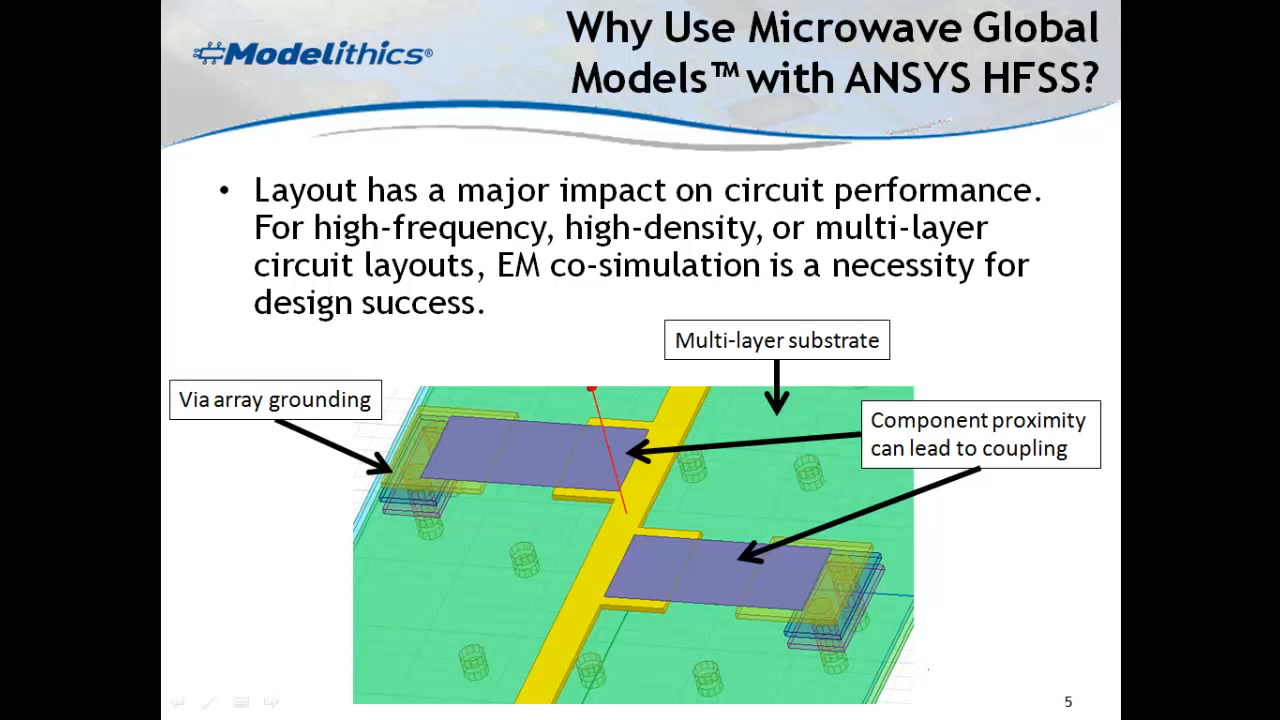 Modelithics®
Why Use Microwave Global
Models™ with ANSYS HFSS?
• Layout has a major impact on circuit performance.
For high-frequency, high-density, or multi-layer
circuit layouts, EM co-simulation is a necessity for
design success.
Multi-layer substrate
Via array grounding
Component proximity
can lead to coupling
5